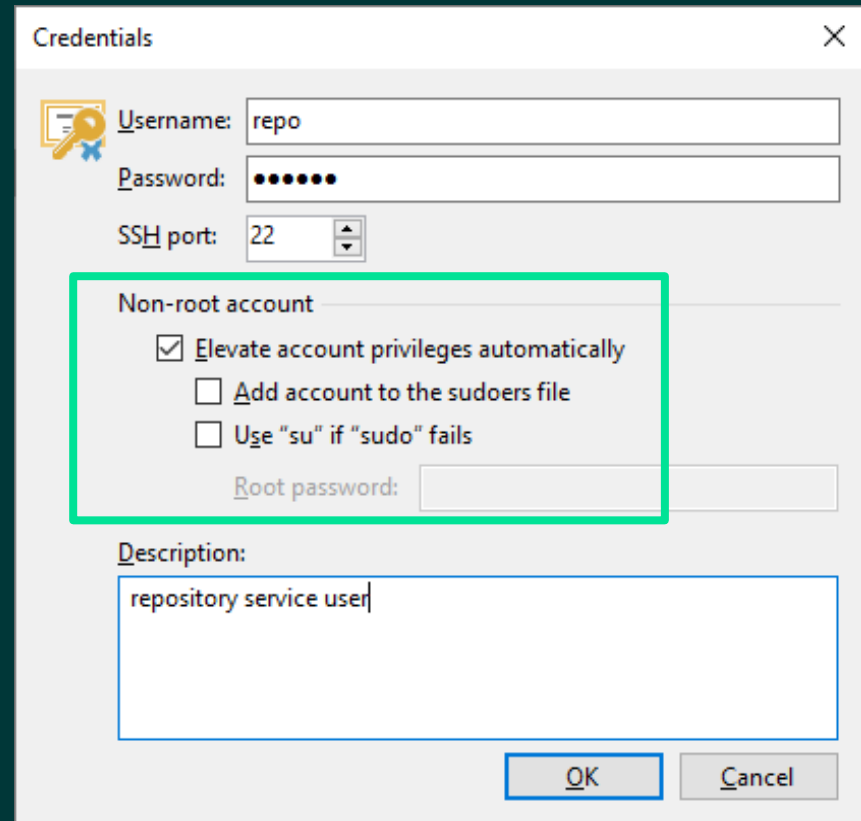 Credentials
Username: repo
Password: ●●●●●●
SSH port: 22
Non-root account
Elevate account privileges automatically
Add account to the sudoers file
Use “su” if “sudo” fails
Root password:
Description:
repository service user
OK Cancel